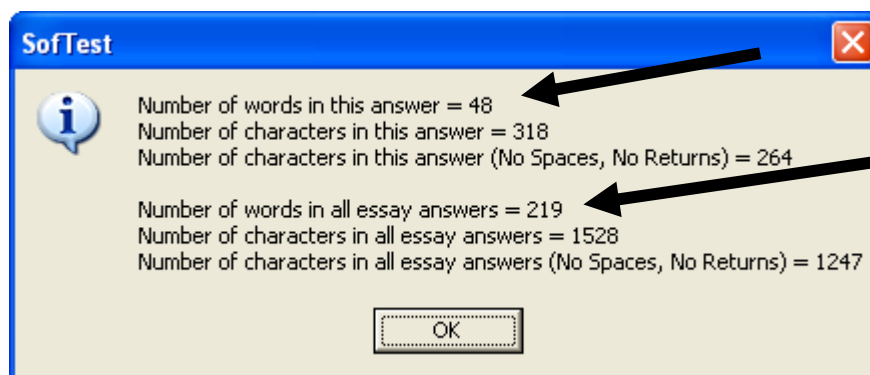 SofTest
Number of words in this answer = 48
Number of characters in this answer = 318
Number of characters in this answer (No Spaces, No Returns) = 264
Number of words in all essay answers = 219
Number of characters in all essay answers = 1528
Number of characters in all essay answers (No Spaces, No Returns) = 1247
OK